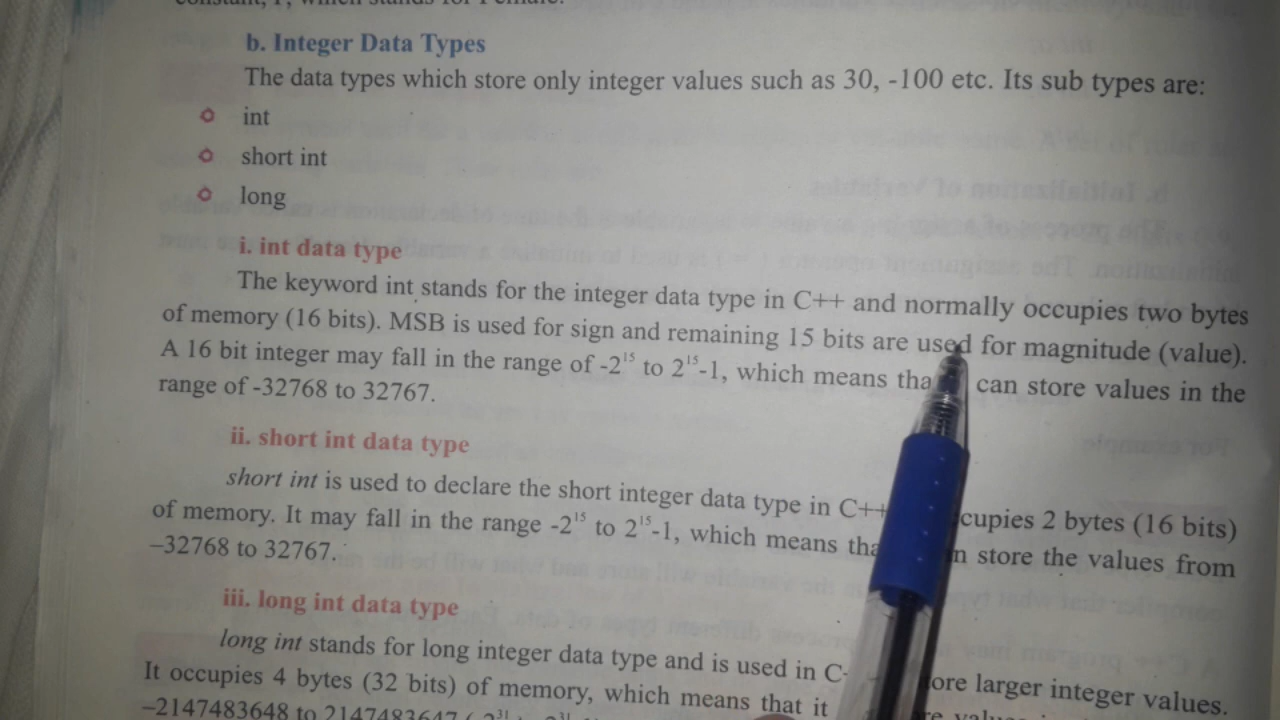 constant, F, which stands for Female.
b. Integer Data Types
The data types which store only integer values such as 30, -100 etc. Its sub types are:
int
short int
long
i. int data type
The keyword int stands for the integer data type in C++ and normally occupies two bytes
of memory (16 bits). MSB is used for sign and remaining 15 bits are used for magnitude (value).
A 16 bit integer may fall in the range of -2¹⁵ to 2¹⁵-1, which means tha can store values in the
range of -32768 to 32767.
ii. short int data type
short int is used to declare the short integer data type in C++ cupies 2 bytes (16 bits)
of memory. It may fall in the range -2¹⁵ to 2¹⁵-1, which means tha n store the values from
–32768 to 32767.
iii. long int data type
long int stands for long integer data type and is used in C ore larger integer values.
It occupies 4 bytes (32 bits) of memory, which means that it
–2147483648 to 2147483647